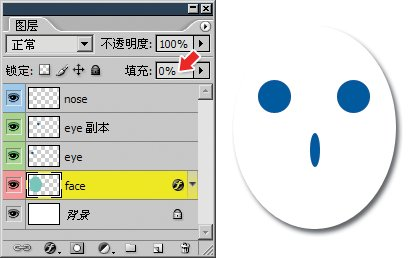 图层
正常 不透明度: 100%
锁定: 填充: 0%
nose
eye 副本
eye
face
背景